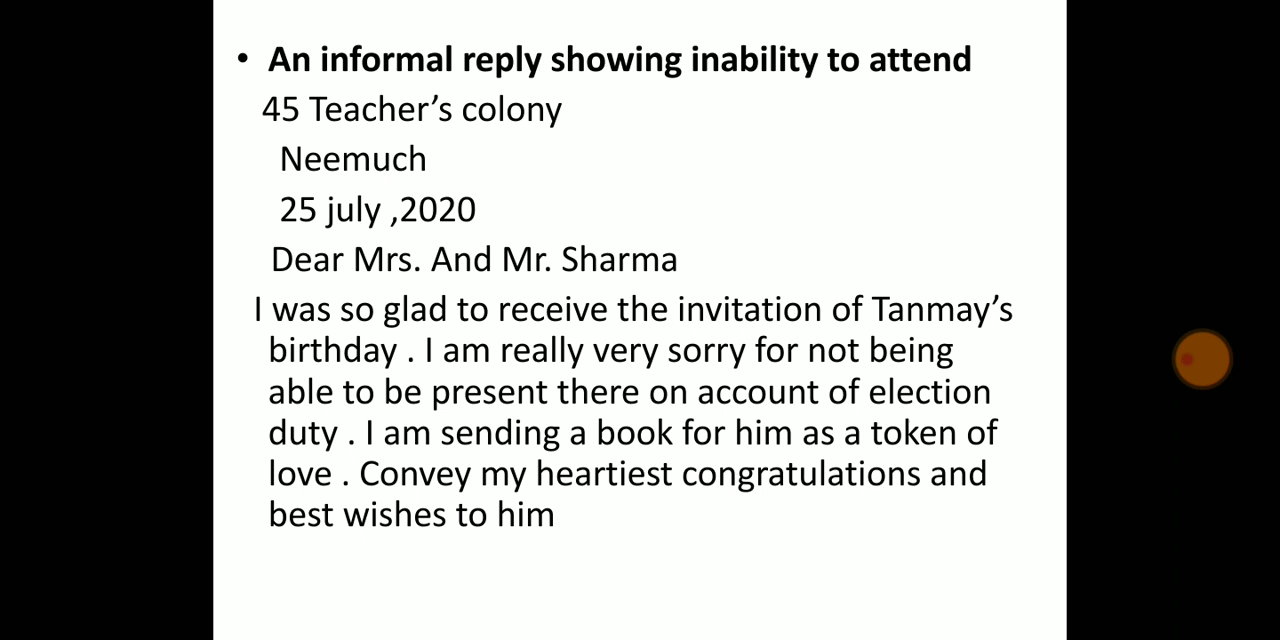 • An informal reply showing inability to attend
45 Teacher’s colony
Neemuch
25 july ,2020
Dear Mrs. And Mr. Sharma
I was so glad to receive the invitation of Tanmay’s
birthday . I am really very sorry for not being
able to be present there on account of election
duty . I am sending a book for him as a token of
love . Convey my heartiest congratulations and
best wishes to him